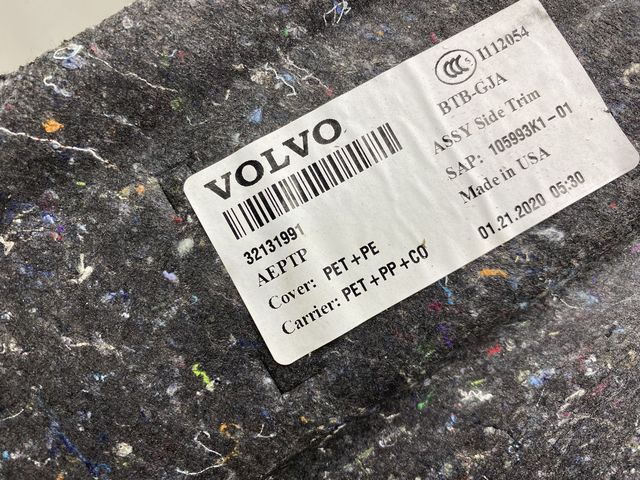 VOLVO
32131991
AEPTP
Cover: PET+PE
Carrier: PET+PP+CO
CCC S I112054
BTB-GJA
ASSY Side Trim
SAP: 105993K1-01
Made in USA
01.21.2020 05:30